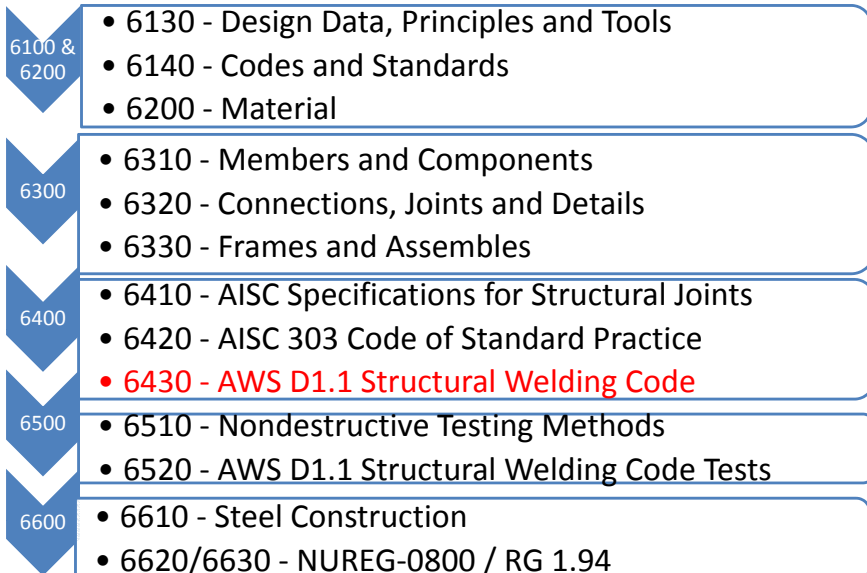 6100 &
6200
• 6130 - Design Data, Principles and Tools
• 6140 - Codes and Standards
• 6200 - Material
6300
• 6310 - Members and Components
• 6320 - Connections, Joints and Details
• 6330 - Frames and Assembles
6400
• 6410 - AISC Specifications for Structural Joints
• 6420 - AISC 303 Code of Standard Practice
• 6430 - AWS D1.1 Structural Welding Code
6500
• 6510 - Nondestructive Testing Methods
• 6520 - AWS D1.1 Structural Welding Code Tests
6600
• 6610 - Steel Construction
• 6620/6630 - NUREG-0800 / RG 1.94